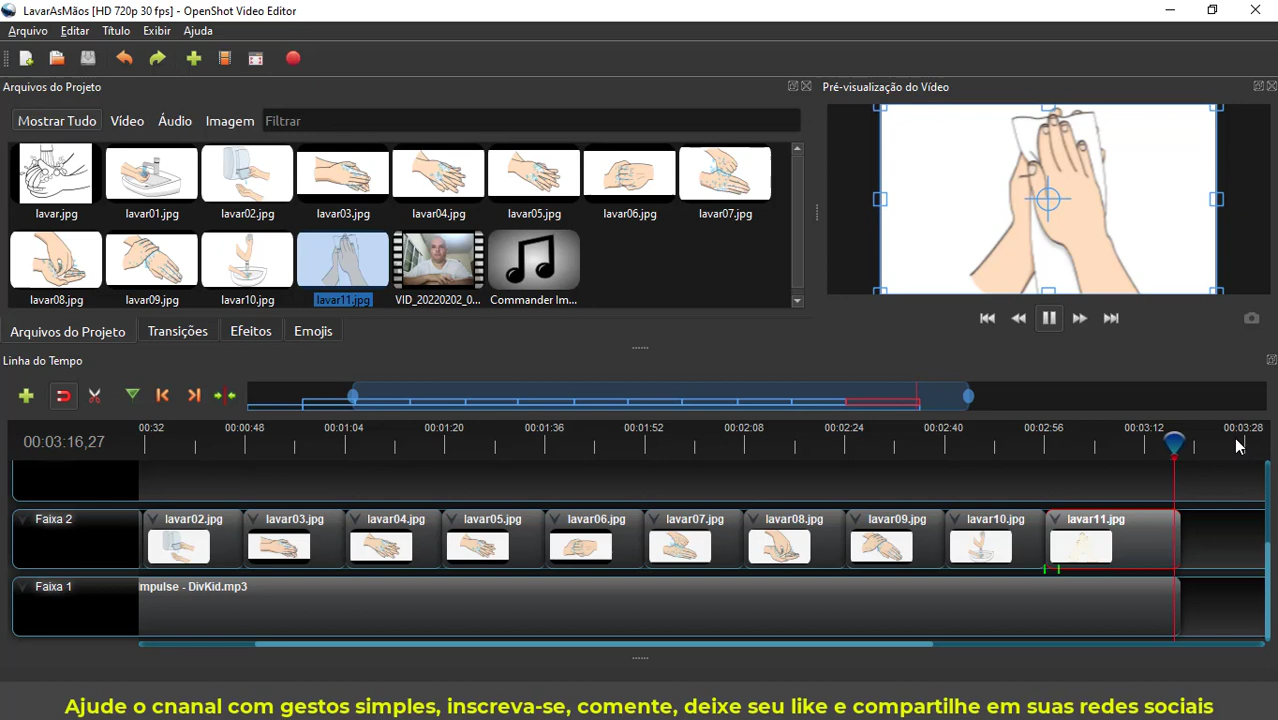 LavarAsMãos [HD 720p 30 fps] - OpenShot Video Editor
Arquivo Editar Título Exibir Ajuda
Arquivos do Projeto
Pré-visualização do Vídeo
Mostrar Tudo Vídeo Áudio Imagem Filtrar
lavar.jpg lavar01.jpg lavar02.jpg lavar03.jpg lavar04.jpg lavar05.jpg lavar06.jpg lavar07.jpg
lavar08.jpg lavar09.jpg lavar10.jpg lavar11.jpg VID_20220202_0... Commander Im...
Arquivos do Projeto Transições Efeitos Emojis
Linha do Tempo
00:03:16,27
00:32 00:00:48 00:01:04 00:01:20 00:01:36 00:01:52 00:02:08 00:02:24 00:02:40 00:02:56 00:03:12 00:03:28
Faixa 2 lavar02.jpg lavar03.jpg lavar04.jpg lavar05.jpg lavar06.jpg lavar07.jpg lavar08.jpg lavar09.jpg lavar10.jpg lavar11.jpg
Faixa 1 mpulse - DivKid.mp3
Ajude o cnanal com gestos simples, inscreva-se, comente, deixe seu like e compartilhe em suas redes sociais